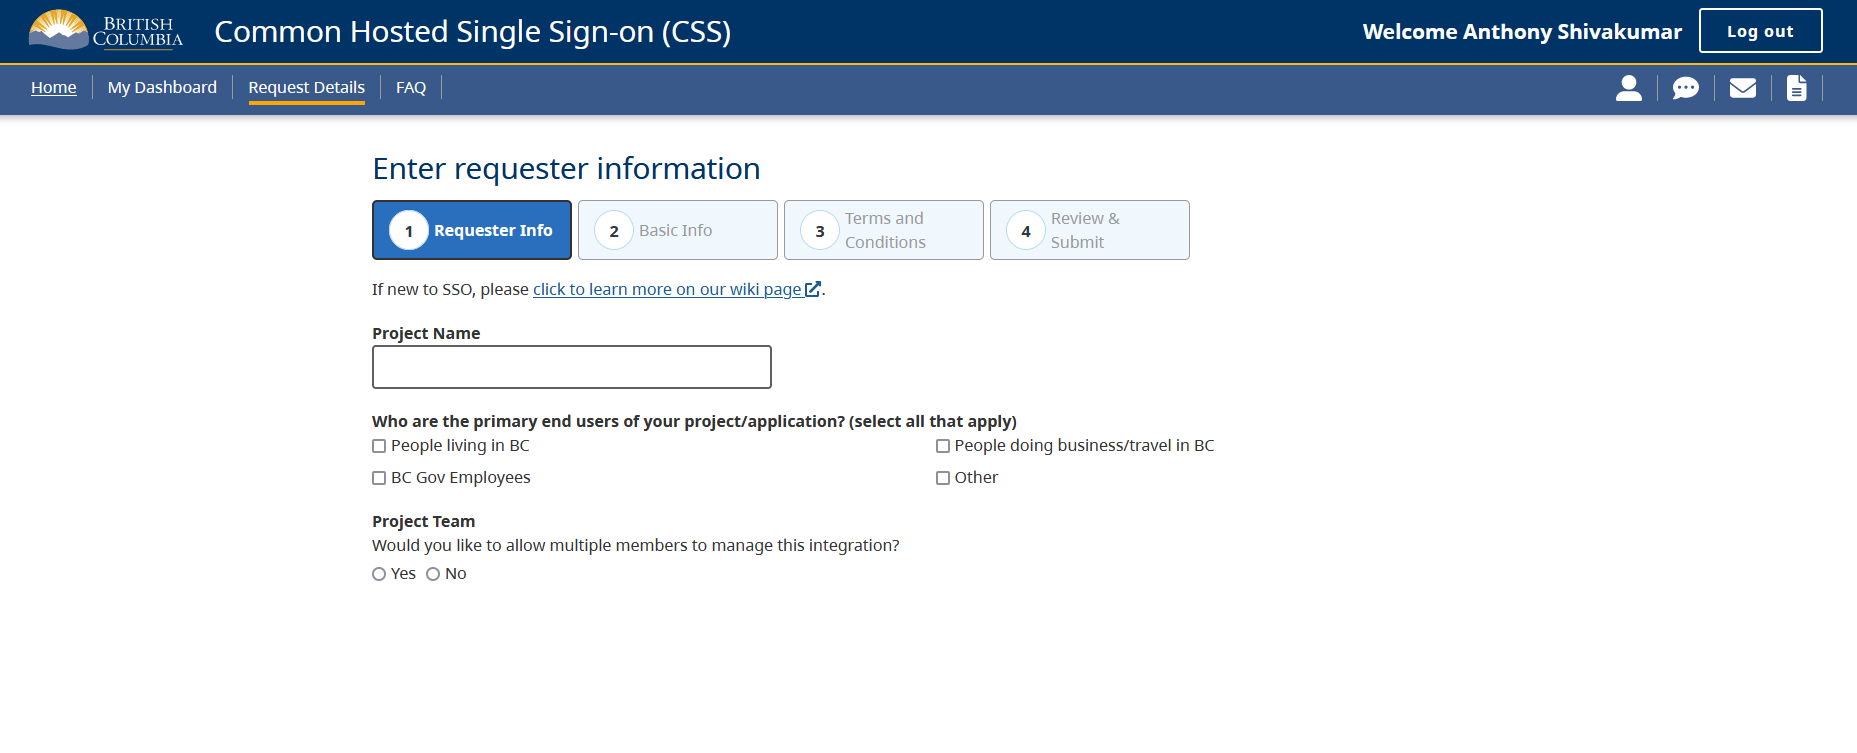 BRITISH
COLUMBIA
Common Hosted Single Sign-on (CSS)
Welcome Anthony Shivakumar
Log out
Home
My Dashboard
Request Details
FAQ
Enter requester information
1 Requester Info
2 Basic Info
3 Terms and
Conditions
4 Review &
Submit
If new to SSO, please click to learn more on our wiki page.
Project Name
Who are the primary end users of your project/application? (select all that apply)
People living in BC
People doing business/travel in BC
BC Gov Employees
Other
Project Team
Would you like to allow multiple members to manage this integration?
Yes No